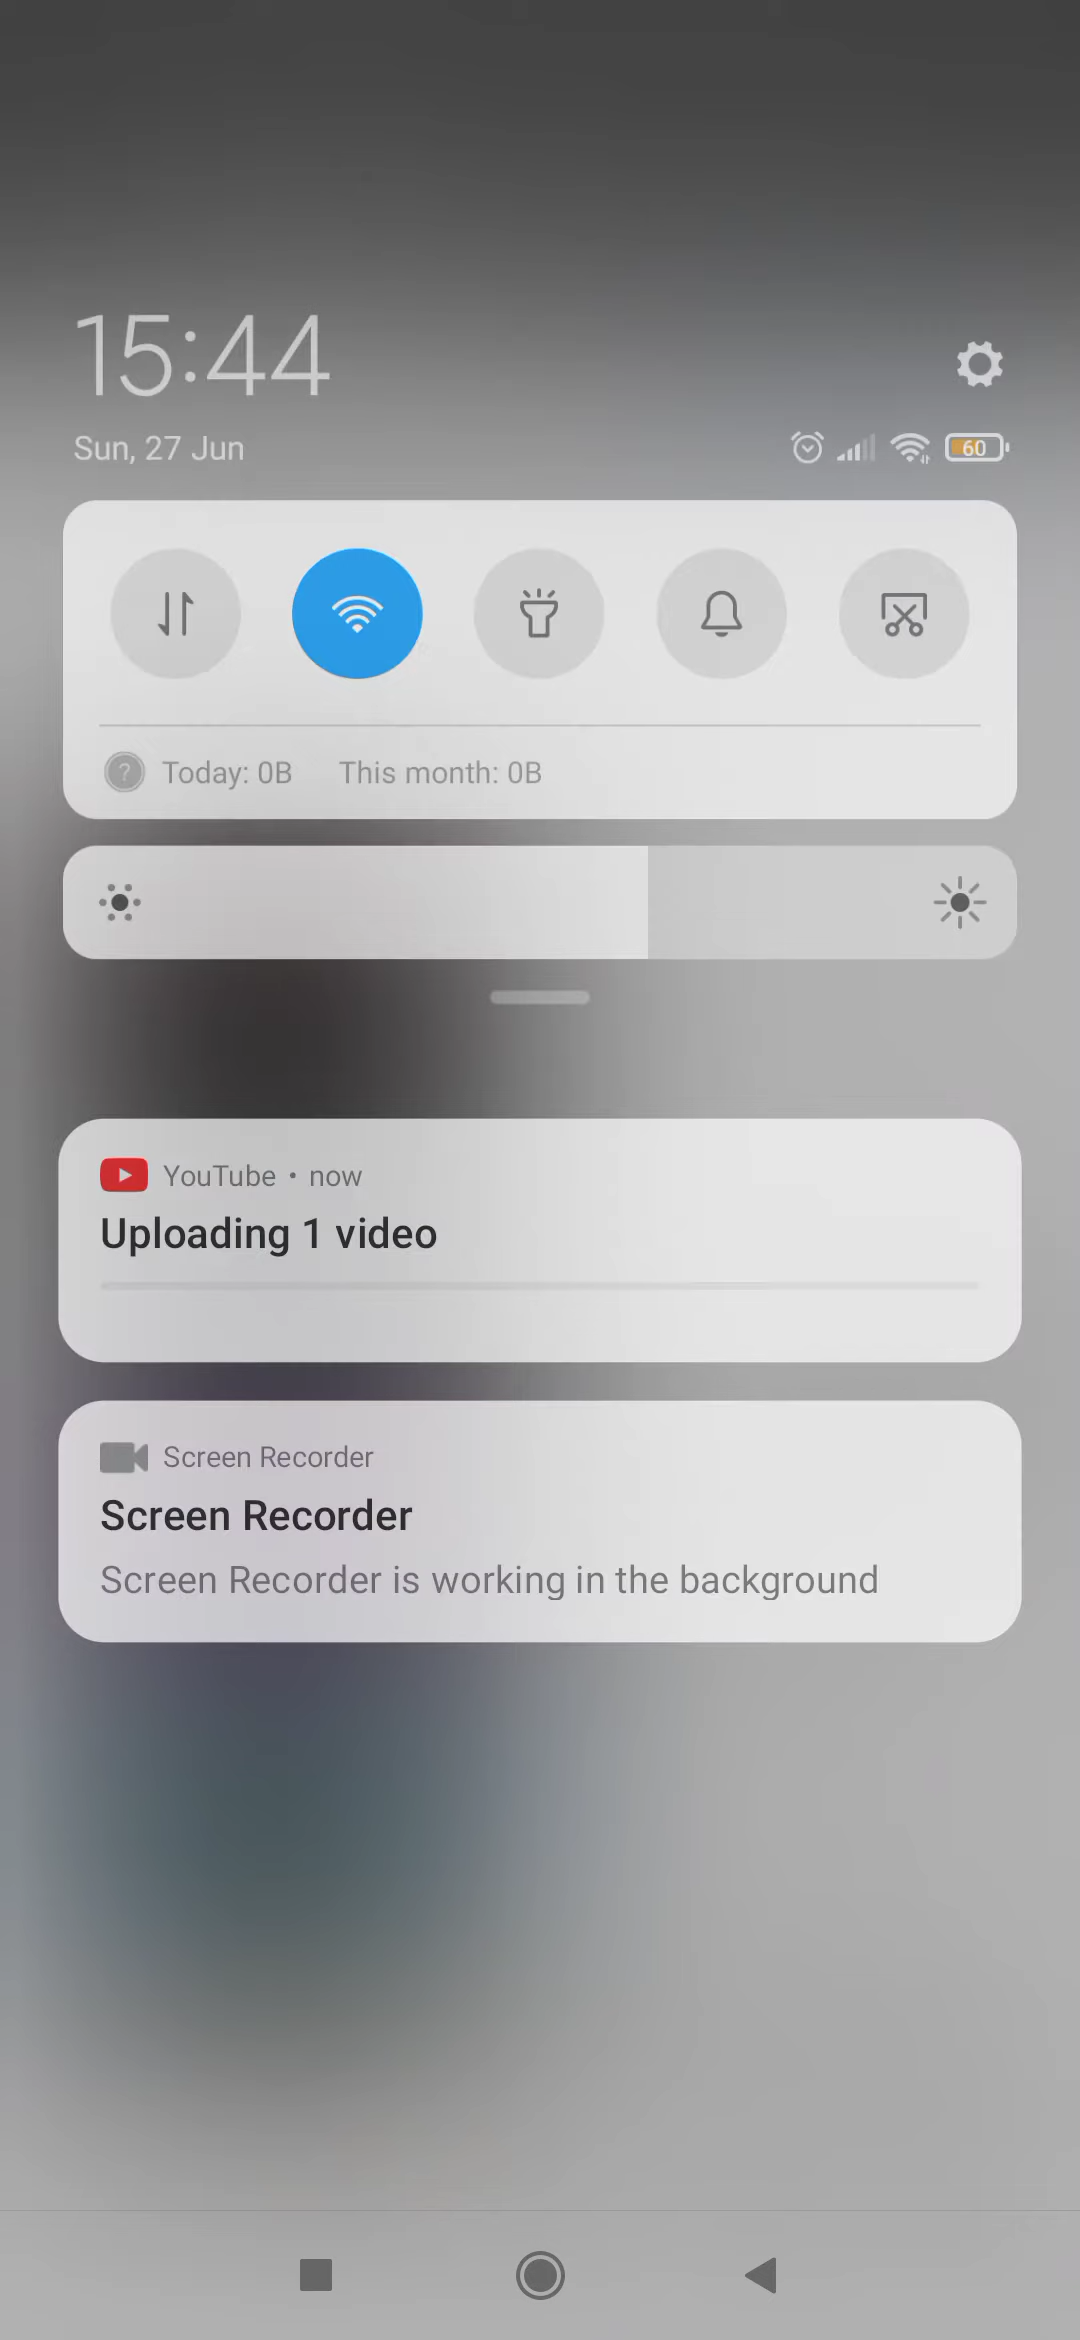 15:44
Sun, 27 Jun
60
Today: 0B This month: 0B
YouTube • now
Uploading 1 video
Screen Recorder
Screen Recorder
Screen Recorder is working in the background